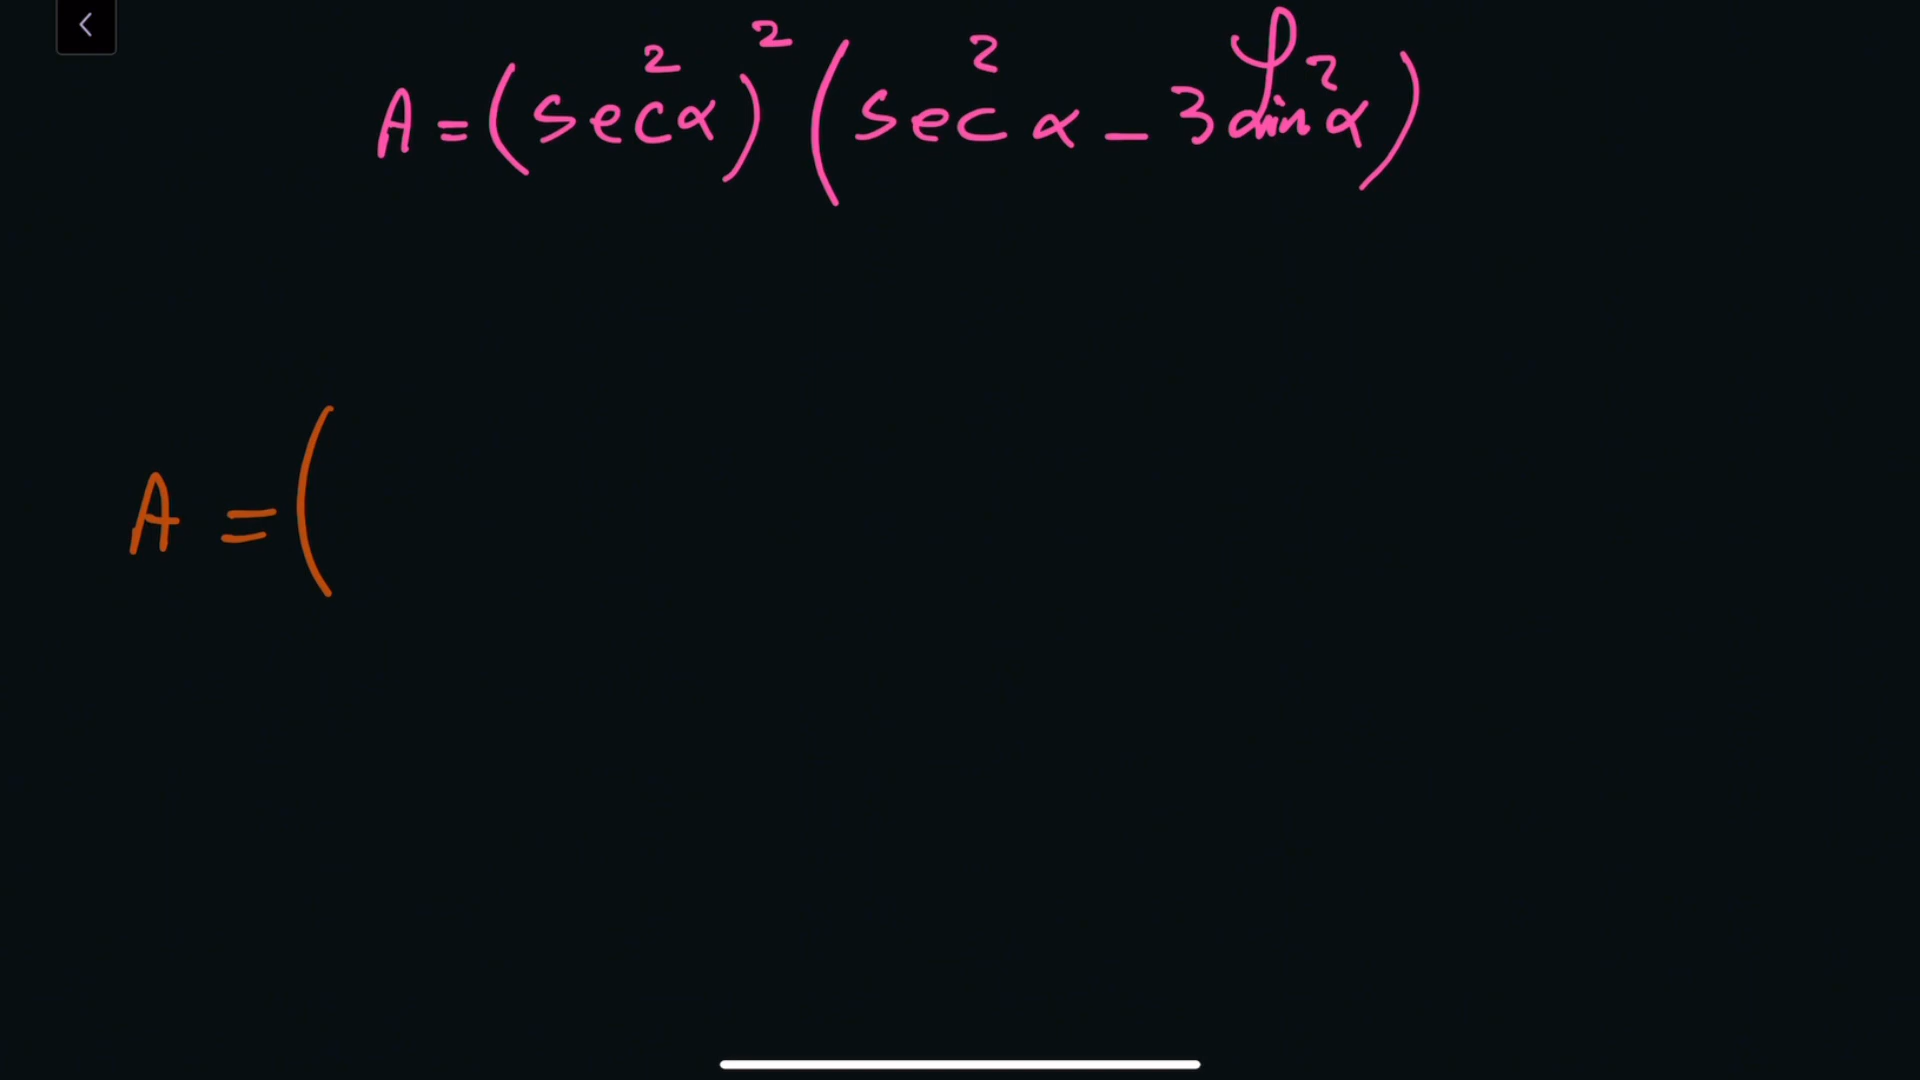 A = (sec²α)² (sec²α - 3 sin²α)
A = (